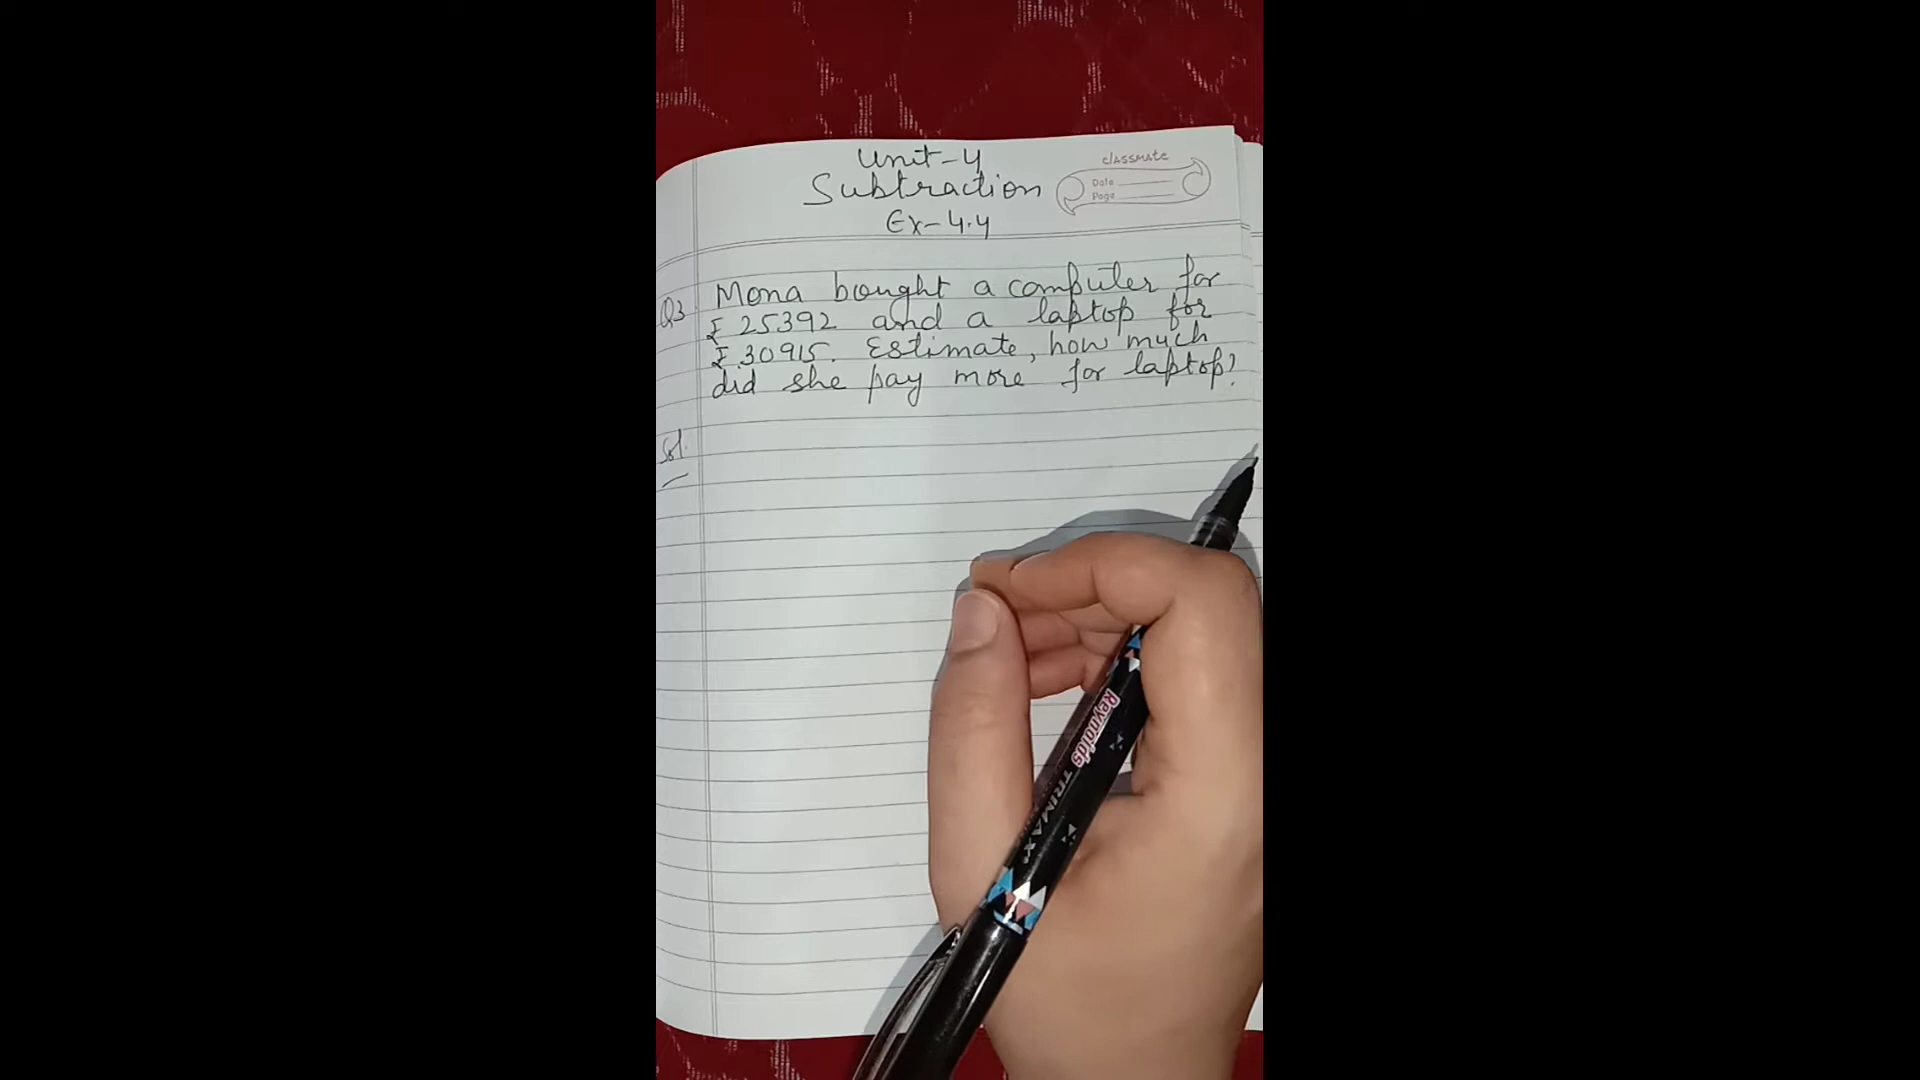 Unit-4
Subtraction
Ex-4.4
classmate
Date
Page
Q3. Mona bought a computer for
₹ 25392 and a laptop for
₹ 30915. Estimate, how much
did she pay more for laptop?
Sol.
Reynolds TRIMAX